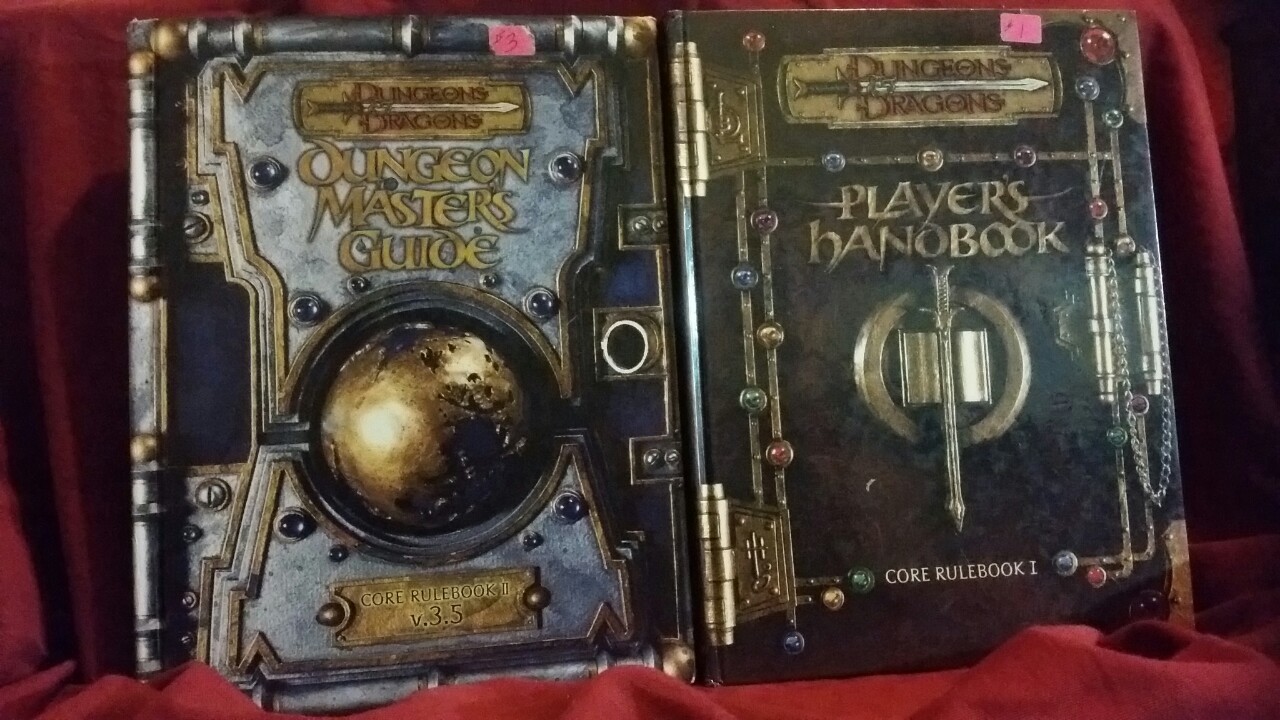 $3
DUNGEONS
DRAGONS
DUNGEON
MASTER'S
GUIDE
CORE RULEBOOK II
v.3.5
$1
DUNGEONS
DRAGONS
PLAYER'S
HANDBOOK
CORE RULEBOOK I